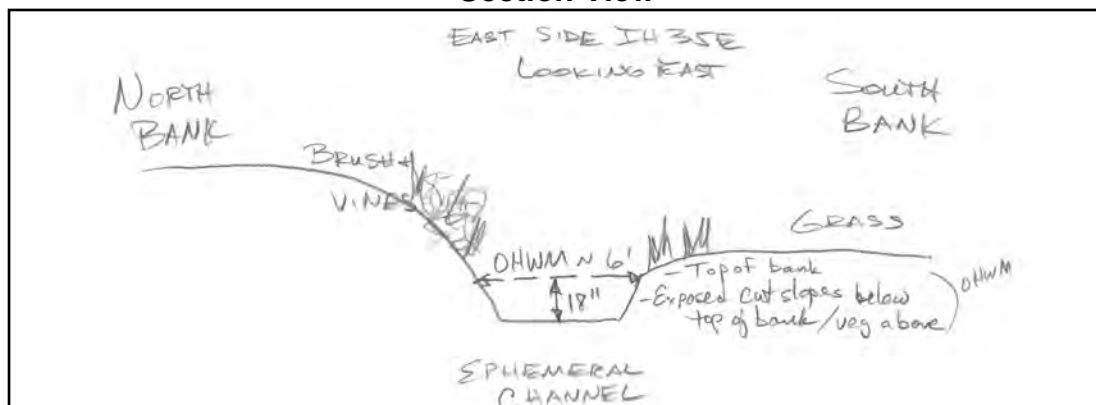 Section View
EAST SIDE IH 35E
LOOKING EAST
NORTH
BANK
SOUTH
BANK
BRUSH +
VINES
GRASS
OHWM ~ 6'
18"
- Top of bank
- Exposed cut slopes below
top of bank/veg above
OHWM
EPHEMERAL
CHANNEL